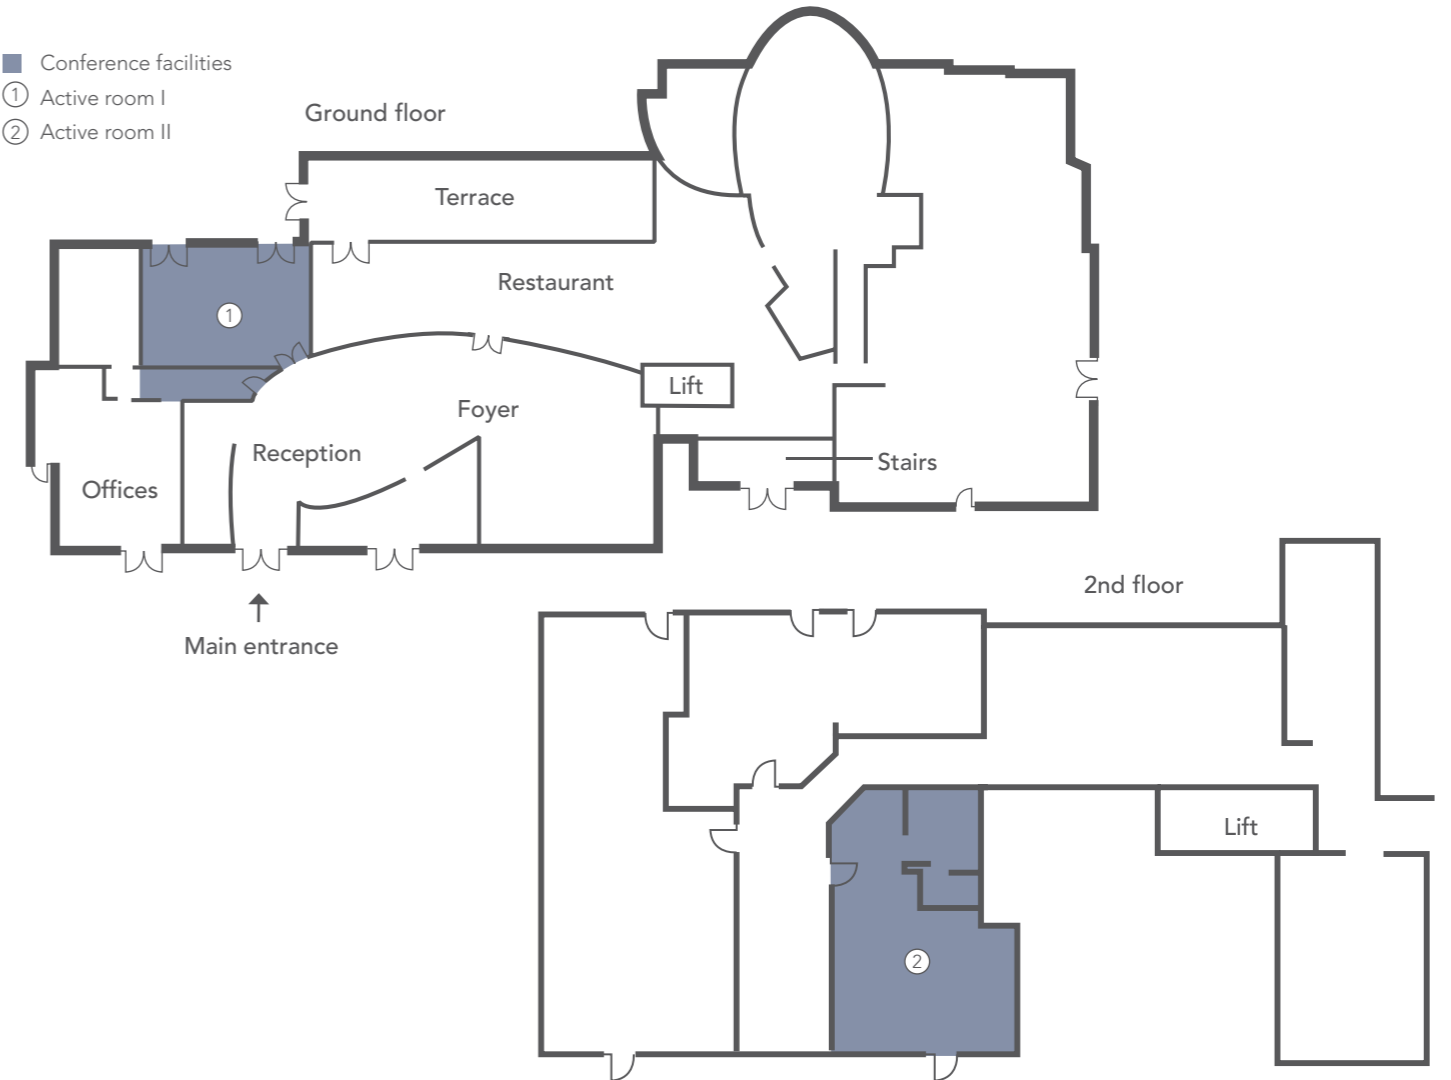 Conference facilities
1 Active room I
2 Active room II
Ground floor
Terrace
Restaurant
1
Lift
Foyer
Reception
Stairs
Offices
Main entrance
2nd floor
Lift
2